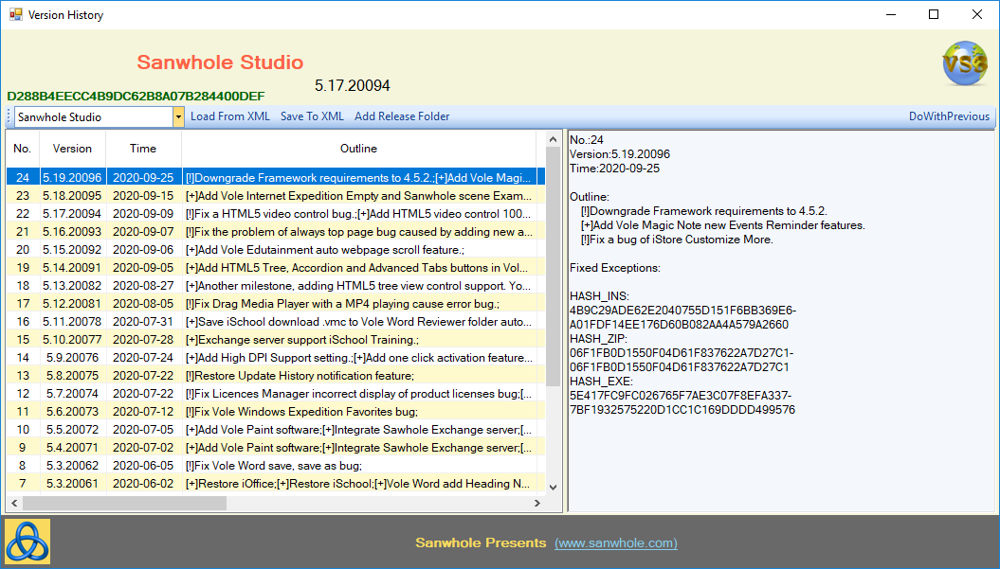 Version History
Sanwhole Studio
VS3
5.17.20094
D288B4EECC4B9DC62B8A07B284400DEF
Sanwhole Studio Load From XML Save To XML Add Release Folder DoWithPrevious
No. Version Time Outline
24 5.19.20096 2020-09-25 [!]Downgrade Framework requirements to 4.5.2.;[+]Add Vole Magi...
23 5.18.20095 2020-09-15 [+]Add Vole Internet Expedition Empty and Sanwhole scene Exam...
22 5.17.20094 2020-09-09 [!]Fix a HTML5 video control bug.;[+]Add HTML5 video control 100...
21 5.16.20093 2020-09-07 [!]Fix the problem of always top page bug caused by adding new a...
20 5.15.20092 2020-09-06 [+]Add Vole Edutainment auto webpage scroll feature.;
19 5.14.20091 2020-09-05 [+]Add HTML5 Tree, Accordion and Advanced Tabs buttons in Vol...
18 5.13.20082 2020-08-27 [+]Another milestone, adding HTML5 tree view control support. Yo...
17 5.12.20081 2020-08-05 [!]Fix Drag Media Player with a MP4 playing cause error bug.;
16 5.11.20078 2020-07-31 [+]Save iSchool download .vmc to Vole Word Reviewer folder auto...
15 5.10.20077 2020-07-28 [+]Exchange server support iSchool Training.;
14 5.9.20076 2020-07-24 [+]Add High DPI Support setting.;[+]Add one click activation feature...
13 5.8.20075 2020-07-22 [!]Restore Update History notification feature;
12 5.7.20074 2020-07-22 [!]Fix Licences Manager incorrect display of product licenses bug;[...
11 5.6.20073 2020-07-12 [!]Fix Vole Windows Expedition Favorites bug;
10 5.5.20072 2020-07-05 [+]Add Vole Paint software;[+]Integrate Sawhole Exchange server;[...
9 5.4.20071 2020-07-02 [+]Add Vole Paint software;[+]Integrate Sawhole Exchange server;[...
8 5.3.20062 2020-06-05 [!]Fix Vole Word save, save as bug;
7 5.3.20061 2020-06-02 [+]Restore iOffice;[+]Restore iSchool;[+]Vole Word add Heading N...
No.:24
Version:5.19.20096
Time:2020-09-25
Outline:
[!]Downgrade Framework requirements to 4.5.2.
[+]Add Vole Magic Note new Events Reminder features.
[!]Fix a bug of iStore Customize More.
Fixed Exceptions:
HASH_INS:
4B9C29ADE62E2040755D151F6BB369E6-
A01FDF14EE176D60B082AA4A579A2660
HASH_ZIP:
06F1FB0D1550F04D61F837622A7D27C1-
06F1FB0D1550F04D61F837622A7D27C1
HASH_EXE:
5E417FC9FC026765F7AE3C07F8EFA337-
7BF1932575220D1CC1C169DDDD499576
Sanwhole Presents (www.sanwhole.com)